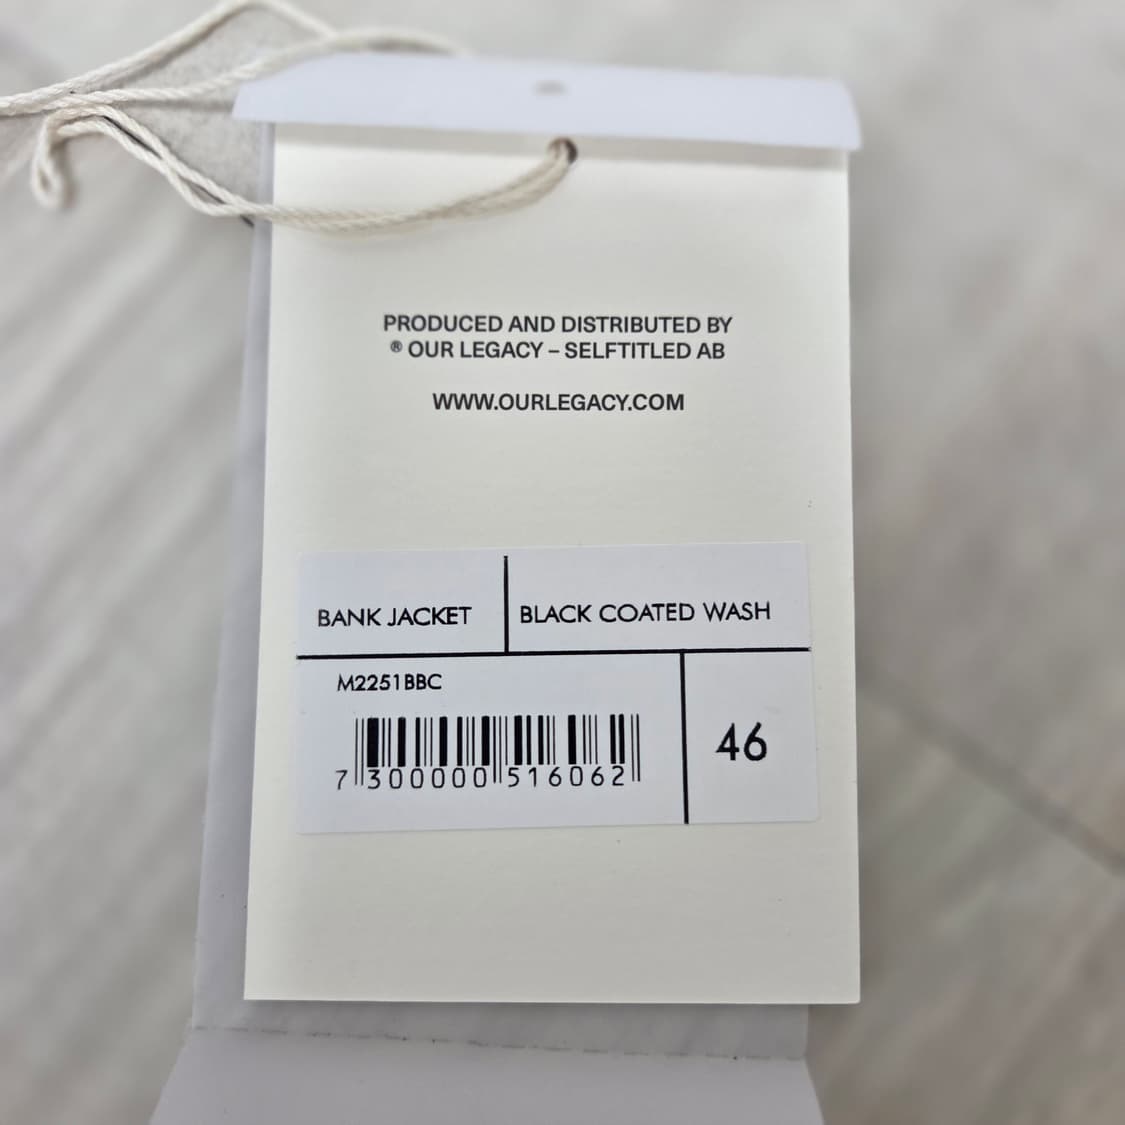 PRODUCED AND DISTRIBUTED BY
® OUR LEGACY – SELFTITLED AB
WWW.OURLEGACY.COM
BANK JACKET
BLACK COATED WASH
M2251BBC
46
7 300000 516062